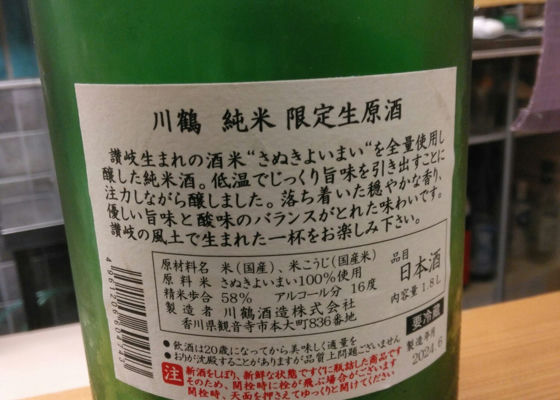 川鶴 純米 限定生原酒
讃岐生まれの酒米“さぬきよいまい”を全量使用し
醸した純米酒。低温でじっくり旨味を引き出すことに
注力しながら醸しました。落ち着いた穏やかな香り、
優しい旨味と酸味のバランスがとれた味わいです。
讃岐の風土で生まれた一杯をお楽しみ下さい。
原材料名 米(国産)、米こうじ(国産米)
原料米 さぬきよいまい100%使用
精米歩合 58% アルコール分 16度
製造者 川鶴酒造株式会社
香川県観音寺市本大町836番地
品目
日本酒
内容量 1.8L
要冷蔵
製造年月
2024.6
●飲酒は20歳になってから美味しく適量を
●おりが沈殿することがありますが品質上問題ございません
注
新酒をしぼり、新鮮な状態ですぐに瓶詰した商品です
そのため、開栓時に栓が飛ぶ場合がございます
開栓時、天面を押さえてゆっくりと開けてください